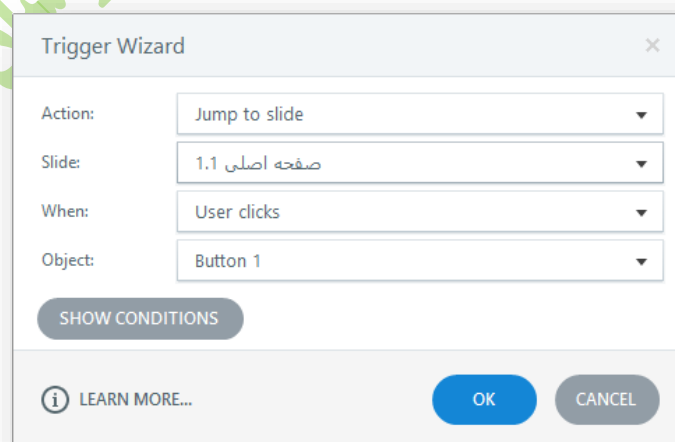 Trigger Wizard
Action: Jump to slide
Slide: 1.1 صفحه اصلی
When: User clicks
Object: Button 1
SHOW CONDITIONS
LEARN MORE...
OK
CANCEL